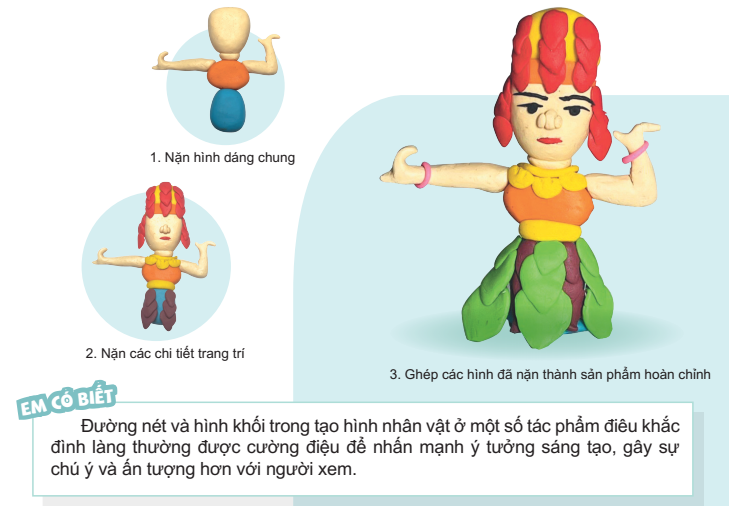 1. Nặn hình dáng chung
2. Nặn các chi tiết trang trí
3. Ghép các hình đã nặn thành sản phẩm hoàn chỉnh
EM CÓ BIẾT
Đường nét và hình khối trong tạo hình nhân vật ở một số tác phẩm điêu khắc
đình làng thường được cường điệu để nhấn mạnh ý tưởng sáng tạo, gây sự
chú ý và ấn tượng hơn với người xem.